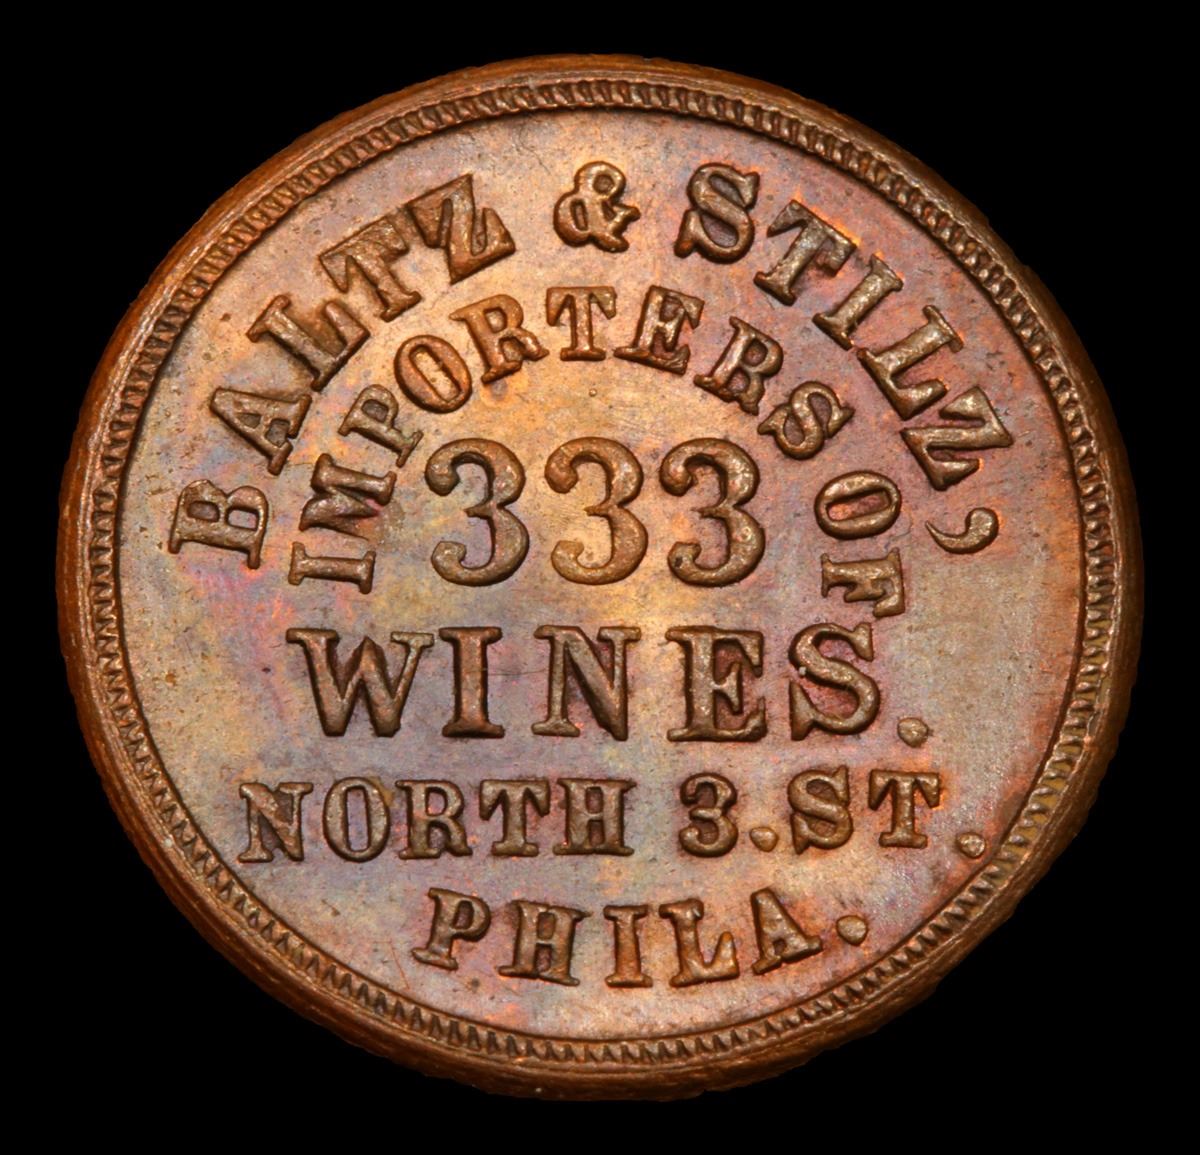 BALTZ & STILZ,
IMPORTERS OF
333
WINES.
NORTH 3.ST.
PHILA.